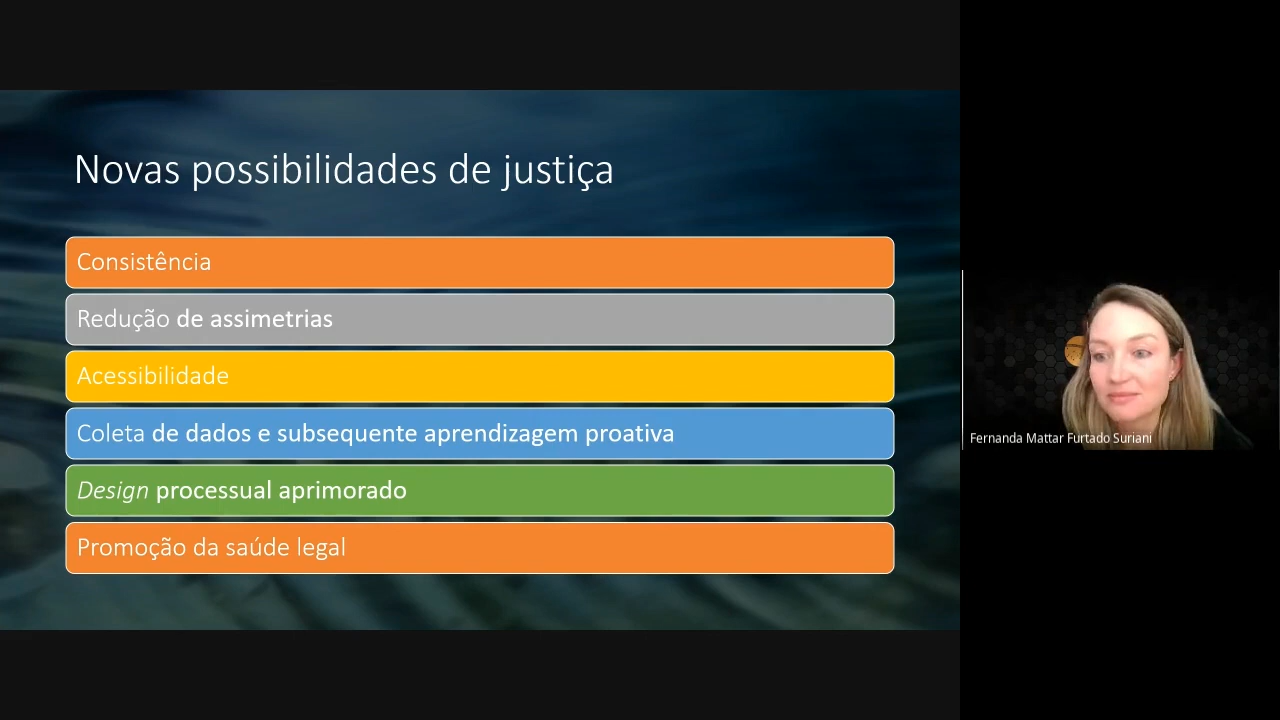 Novas possibilidades de justiça
Consistência
Redução de assimetrias
Acessibilidade
Coleta de dados e subsequente aprendizagem proativa
Design processual aprimorado
Promoção da saúde legal
Fernanda Mattar Furtado Suriani